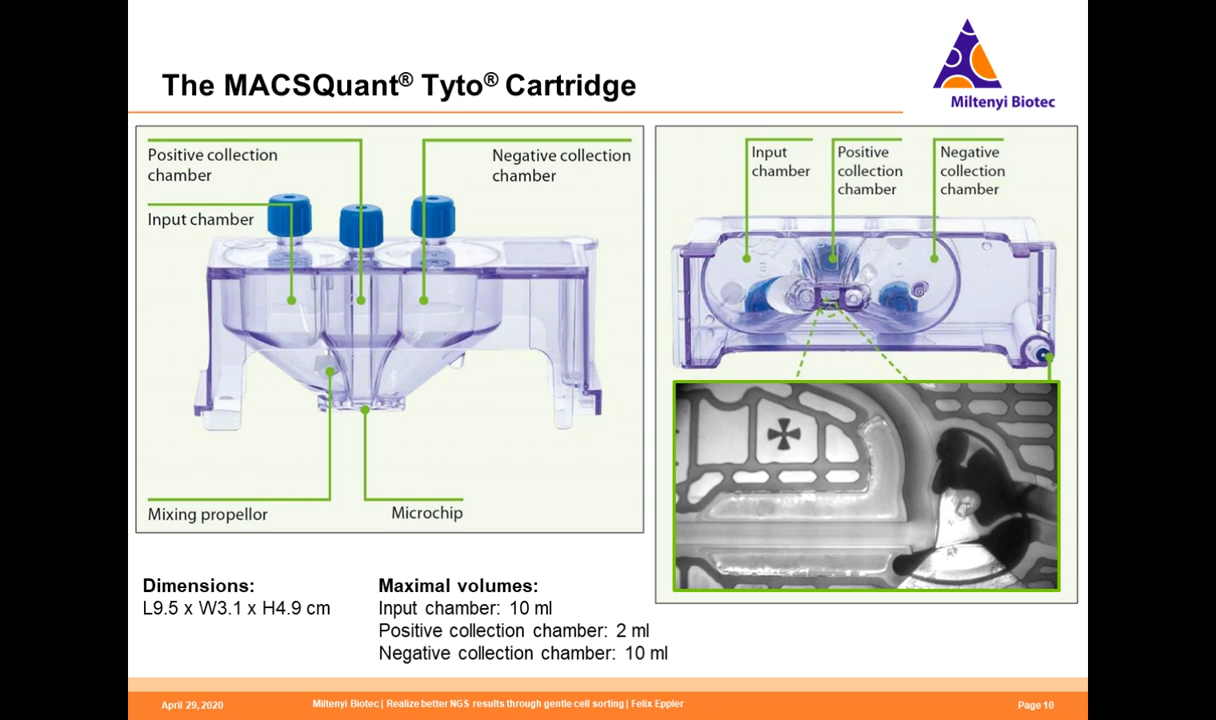 The MACSQuant® Tyto® Cartridge
Miltenyi Biotec
Positive collection
chamber
Negative collection
chamber
Input chamber
Mixing propellor
Microchip
Input
chamber
Positive
collection
chamber
Negative
collection
chamber
Dimensions:
L9.5 x W3.1 x H4.9 cm
Maximal volumes:
Input chamber: 10 ml
Positive collection chamber: 2 ml
Negative collection chamber: 10 ml
April 29, 2020
Miltenyi Biotec | Realize better NGS results through gentle cell sorting | Felix Eppler
Page 10